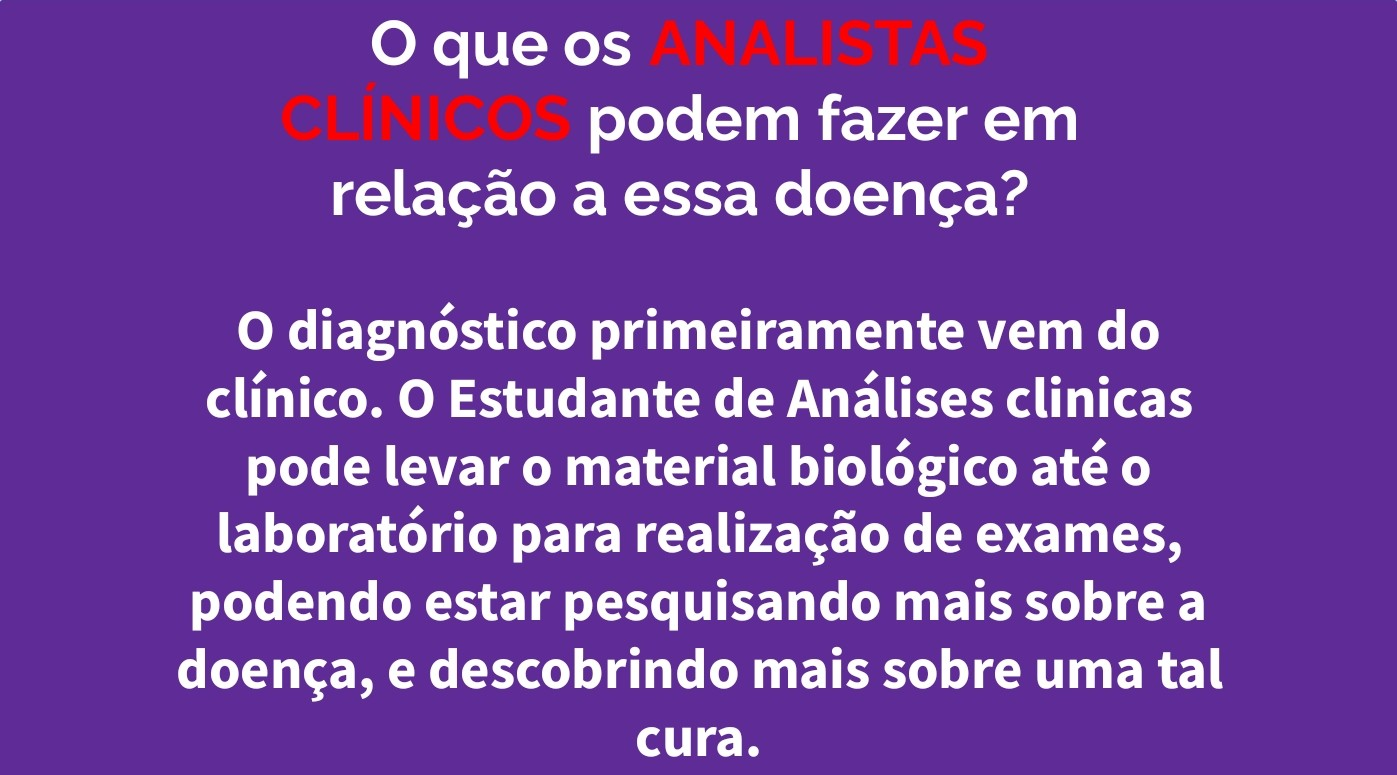 O que os ANALISTAS
CLÍNICOS podem fazer em
relação a essa doença?
O diagnóstico primeiramente vem do
clínico. O Estudante de Análises clinicas
pode levar o material biológico até o
laboratório para realização de exames,
podendo estar pesquisando mais sobre a
doença, e descobrindo mais sobre uma tal
cura.